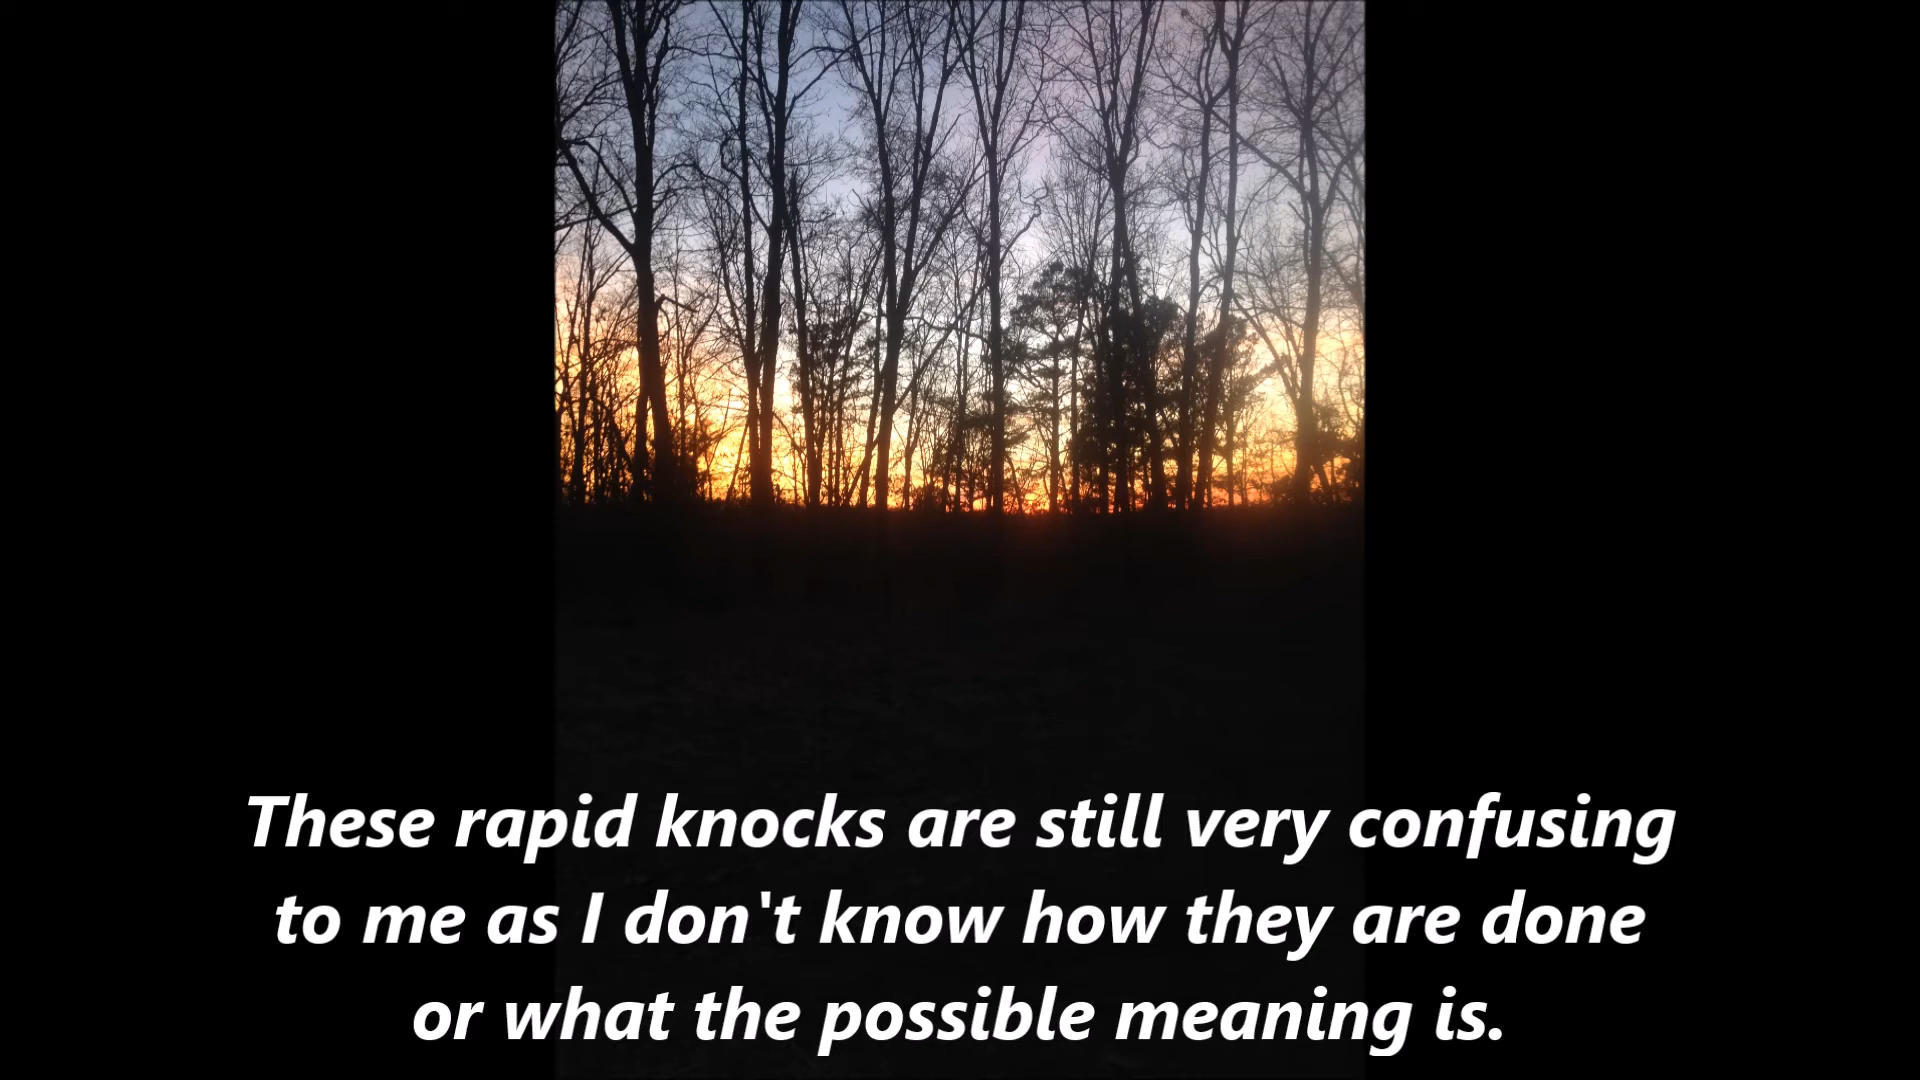 These rapid knocks are still very confusing
to me as I don't know how they are done
or what the possible meaning is.